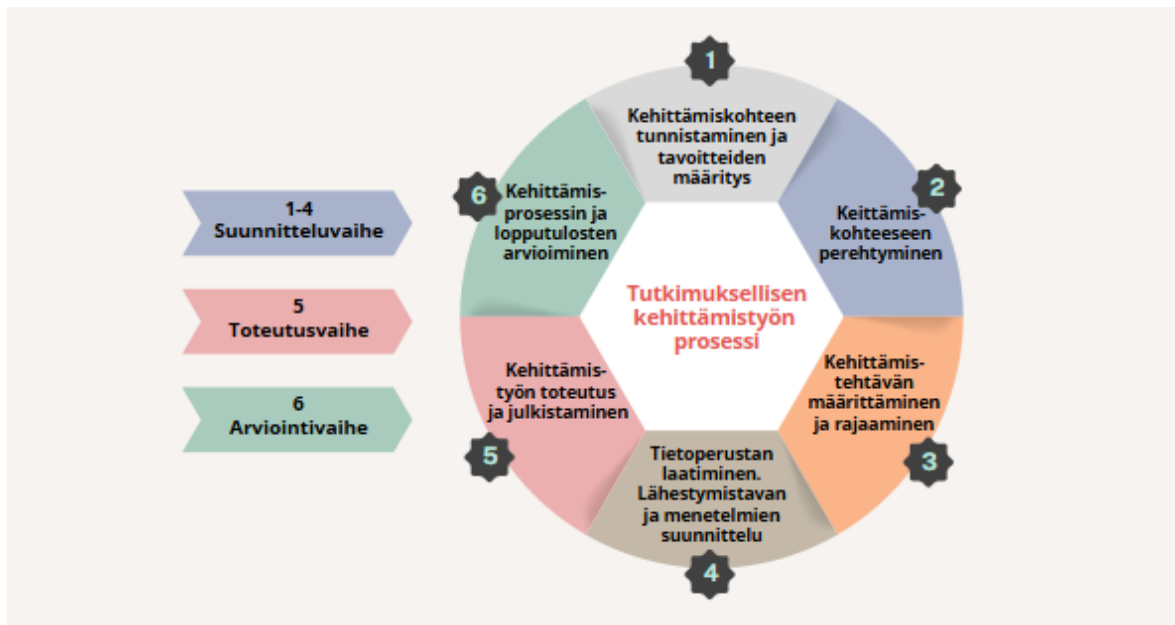 1
Kehittämiskohteen
tunnistaminen ja
tavoitteiden
määritys
2
Keittämis-
kohteeseen
perehtyminen
3
Kehittämis-
tehtävän
määrittäminen
ja rajaaminen
4
Tietoperustan
laatiminen.
Lähestymistavan
ja menetelmien
suunnittelu
5
Kehittämis-
työn toteutus
ja julkistaminen
6
Kehittämis-
prosessin ja
lopputulosten
arvioiminen
Tutkimuksellisen
kehittämistyön
prosessi
1-4
Suunnitteluvaihe
5
Toteutusvaihe
6
Arviointivaihe